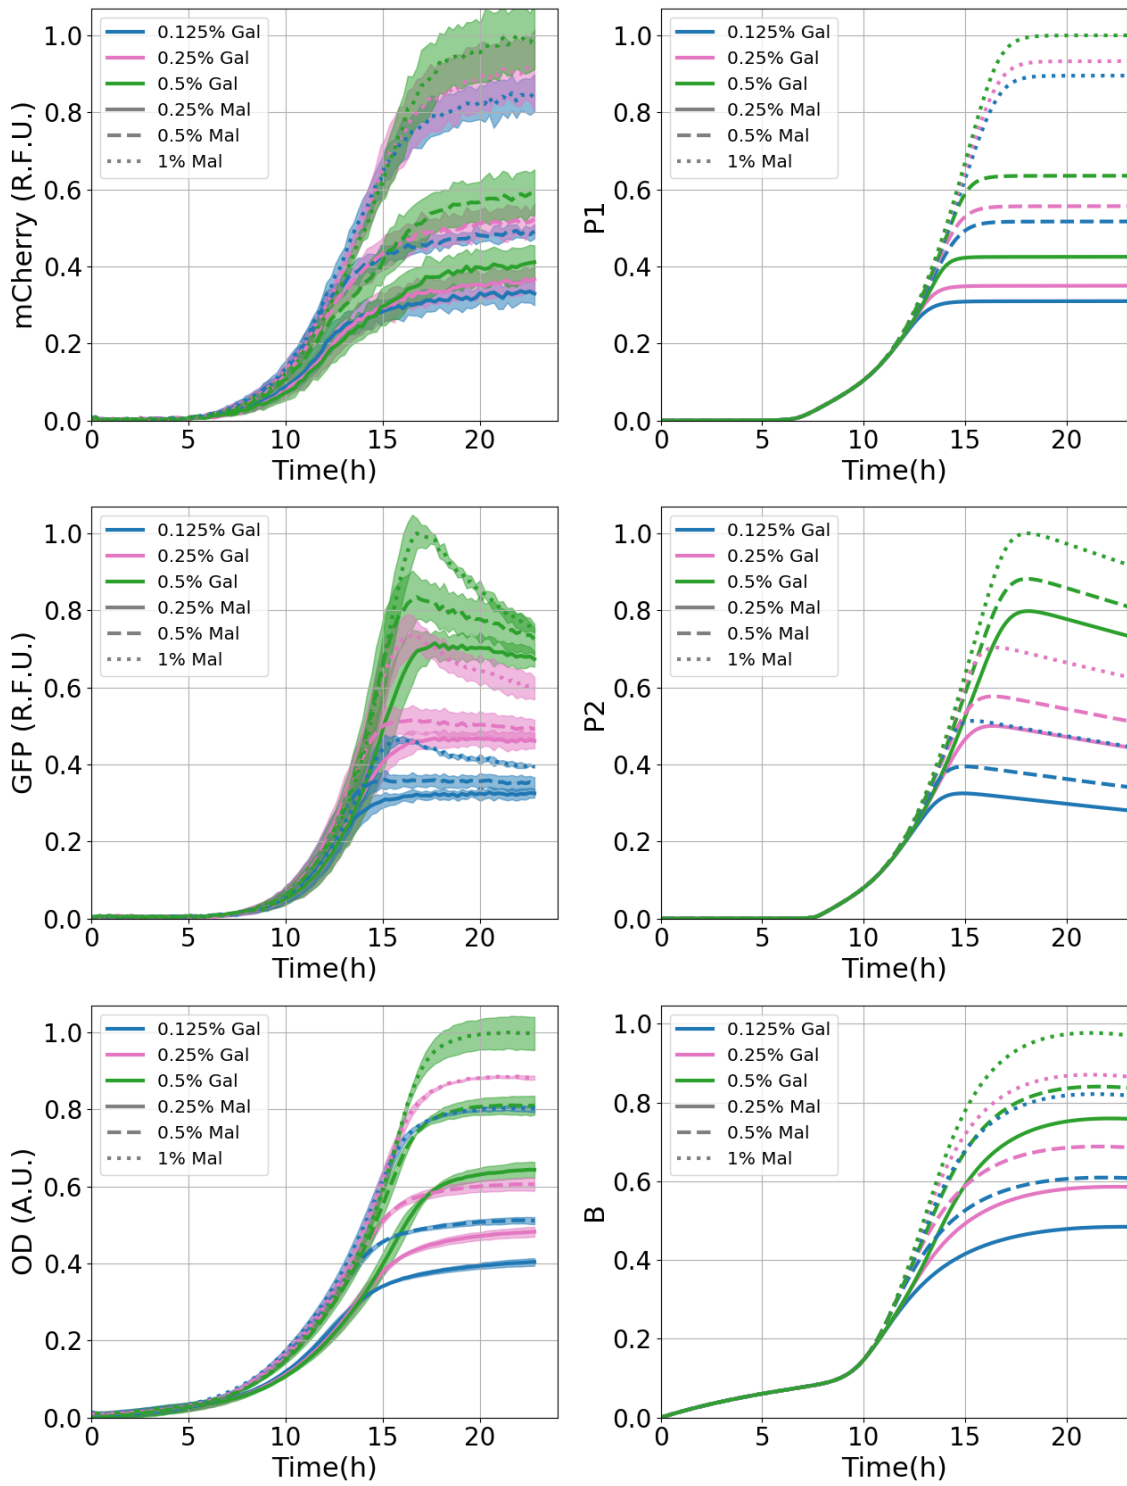 mCherry (R.F.U.)
1.0
0.8
0.6
0.4
0.2
0.0
0.125% Gal
0.25% Gal
0.5% Gal
0.25% Mal
0.5% Mal
1% Mal
0 5 10 15 20
Time(h)
P1
1.0
0.8
0.6
0.4
0.2
0.0
0.125% Gal
0.25% Gal
0.5% Gal
0.25% Mal
0.5% Mal
1% Mal
0 5 10 15 20
Time(h)
GFP (R.F.U.)
1.0
0.8
0.6
0.4
0.2
0.0
0.125% Gal
0.25% Gal
0.5% Gal
0.25% Mal
0.5% Mal
1% Mal
0 5 10 15 20
Time(h)
P2
1.0
0.8
0.6
0.4
0.2
0.0
0.125% Gal
0.25% Gal
0.5% Gal
0.25% Mal
0.5% Mal
1% Mal
0 5 10 15 20
Time(h)
OD (A.U.)
1.0
0.8
0.6
0.4
0.2
0.0
0.125% Gal
0.25% Gal
0.5% Gal
0.25% Mal
0.5% Mal
1% Mal
0 5 10 15 20
Time(h)
B
1.0
0.8
0.6
0.4
0.2
0.0
0.125% Gal
0.25% Gal
0.5% Gal
0.25% Mal
0.5% Mal
1% Mal
0 5 10 15 20
Time(h)